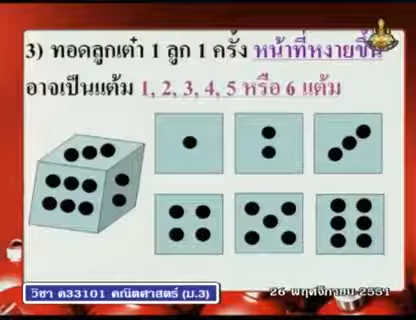 3) ทอดลูกเต๋า 1 ลูก 1 ครั้ง หน้าที่หงายขึ้น
อาจเป็นแต้ม 1, 2, 3, 4, 5 หรือ 6 แต้ม
วิชา ค33101 คณิตศาสตร์ (ม.3)
26 พฤศจิกายน 2551